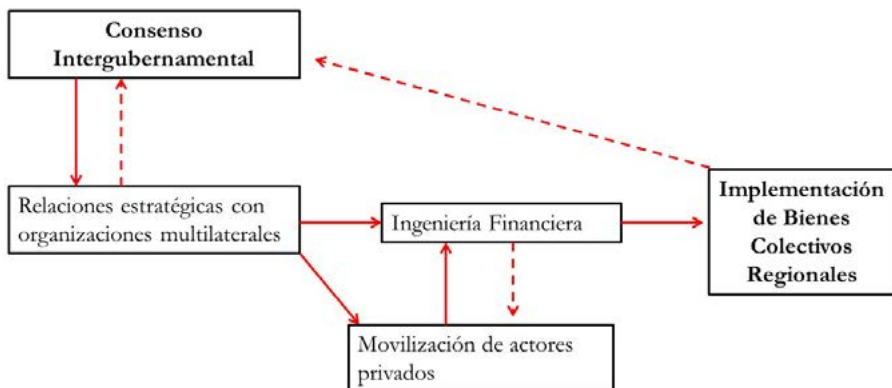 Consenso
Intergubernamental
Relaciones estratégicas con
organizaciones multilaterales
Ingeniería Financiera
Implementación
de Bienes
Colectivos
Regionales
Movilización de actores
privados